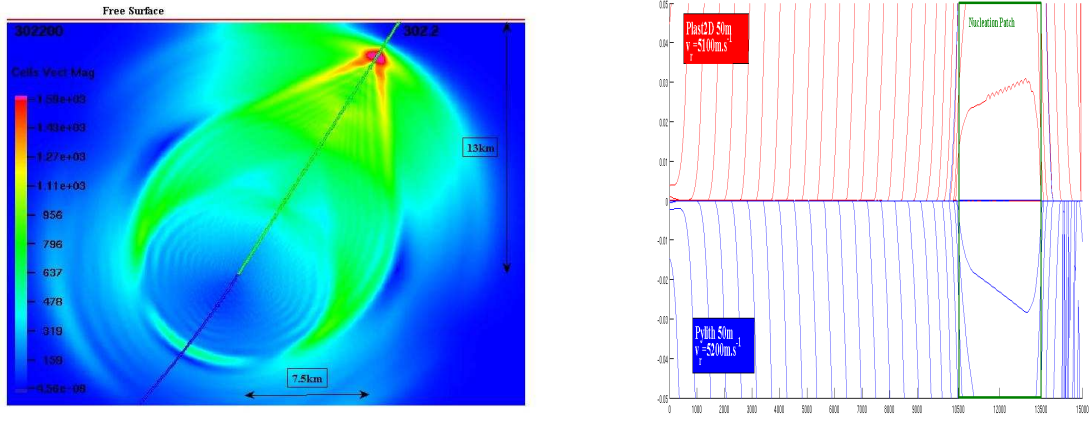 Free Surface
302200
302.2
Cells Vect Mag
1.59e+03
1.43e+03
1.27e+03
1.11e+03
956
796
637
478
319
159
13km
7.5km
0.05
0.04
0.03
0.02
0.01
0
-0.01
-0.02
-0.03
-0.04
-0.05
Plast2D 50m
v =5100m.s-1
r
Nucleation Patch
Pylith 50m
v =5200m.s-1
r
0 1000 2000 3000 4000 5000 6000 7000 8000 9000 10500 12000 13500 15000